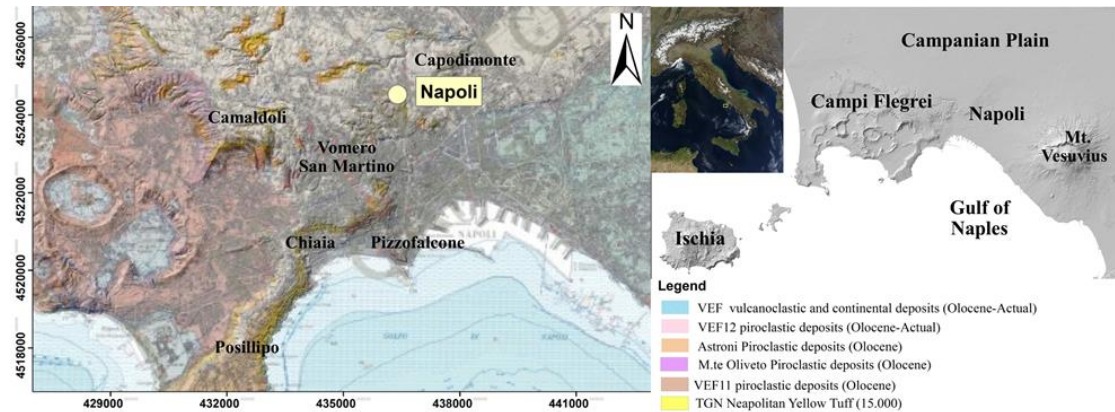 4526000
4524000
4522000
4520000
4518000
429000
432000
435000
438000
441000
N
Capodimonte
Napoli
Camaldoli
Vomero
San Martino
Chiaia
Pizzofalcone
NAPOLI
GOLFO DI NAPOLI
Posillipo
Campanian Plain
Campi Flegrei
Napoli
Mt.
Vesuvius
Gulf of
Naples
Ischia
Legend
VEF vulcanoclastic and continental deposits (Olocene-Actual)
VEF12 piroclastic deposits (Olocene-Actual)
Astroni Piroclastic deposits (Olocene)
M.te Oliveto Piroclastic deposits (Olocene)
VEF11 piroclastic deposits (Olocene)
TGN Neapolitan Yellow Tuff (15.000)